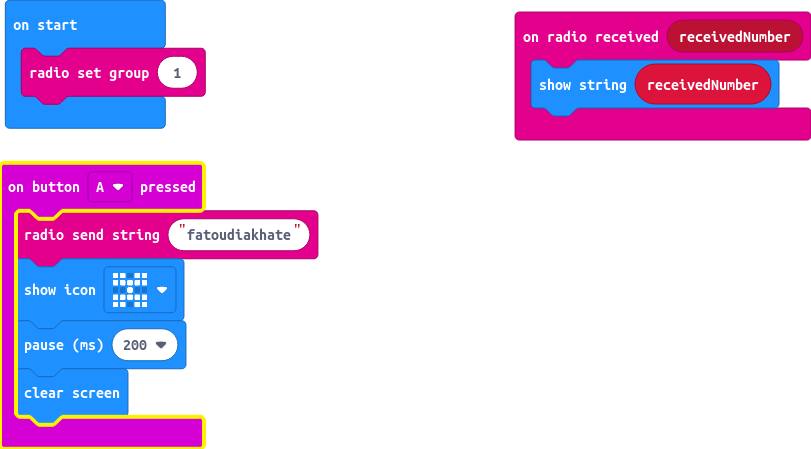 on start
radio set group 1
on radio received receivedNumber
show string receivedNumber
on button A pressed
radio send string "fatoudiakhate"
show icon
pause (ms) 200
clear screen